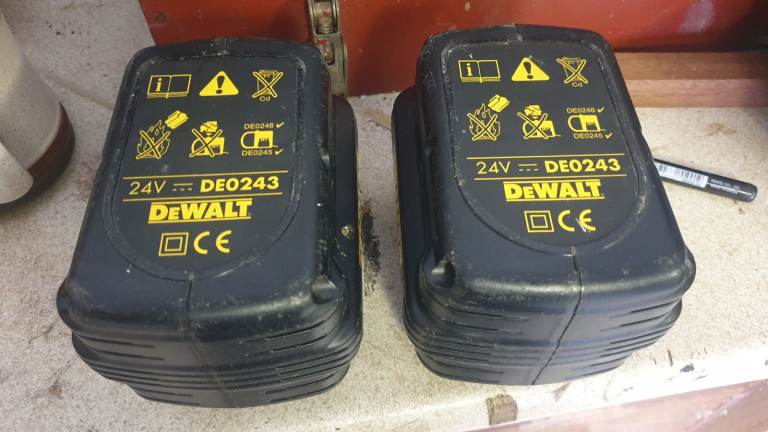 i
Cd
DE0246
DE0245
24V DE0243
DEWALT
CE
i
Cd
DE0246
DE0245
24V DE0243
DEWALT
CE